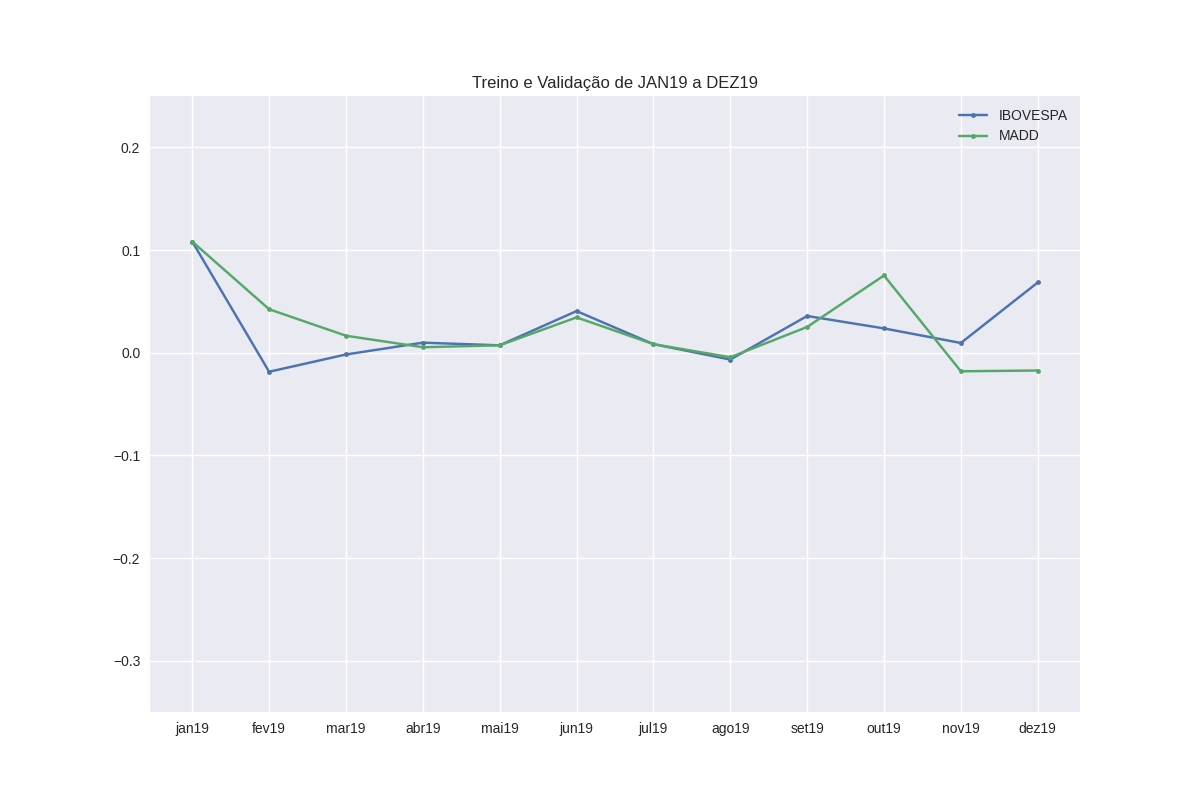 Treino e Validação de JAN19 a DEZ19
IBOVESPA
MADD
0.2
0.1
0.0
−0.1
−0.2
−0.3
jan19 fev19 mar19 abr19 mai19 jun19 jul19 ago19 set19 out19 nov19 dez19